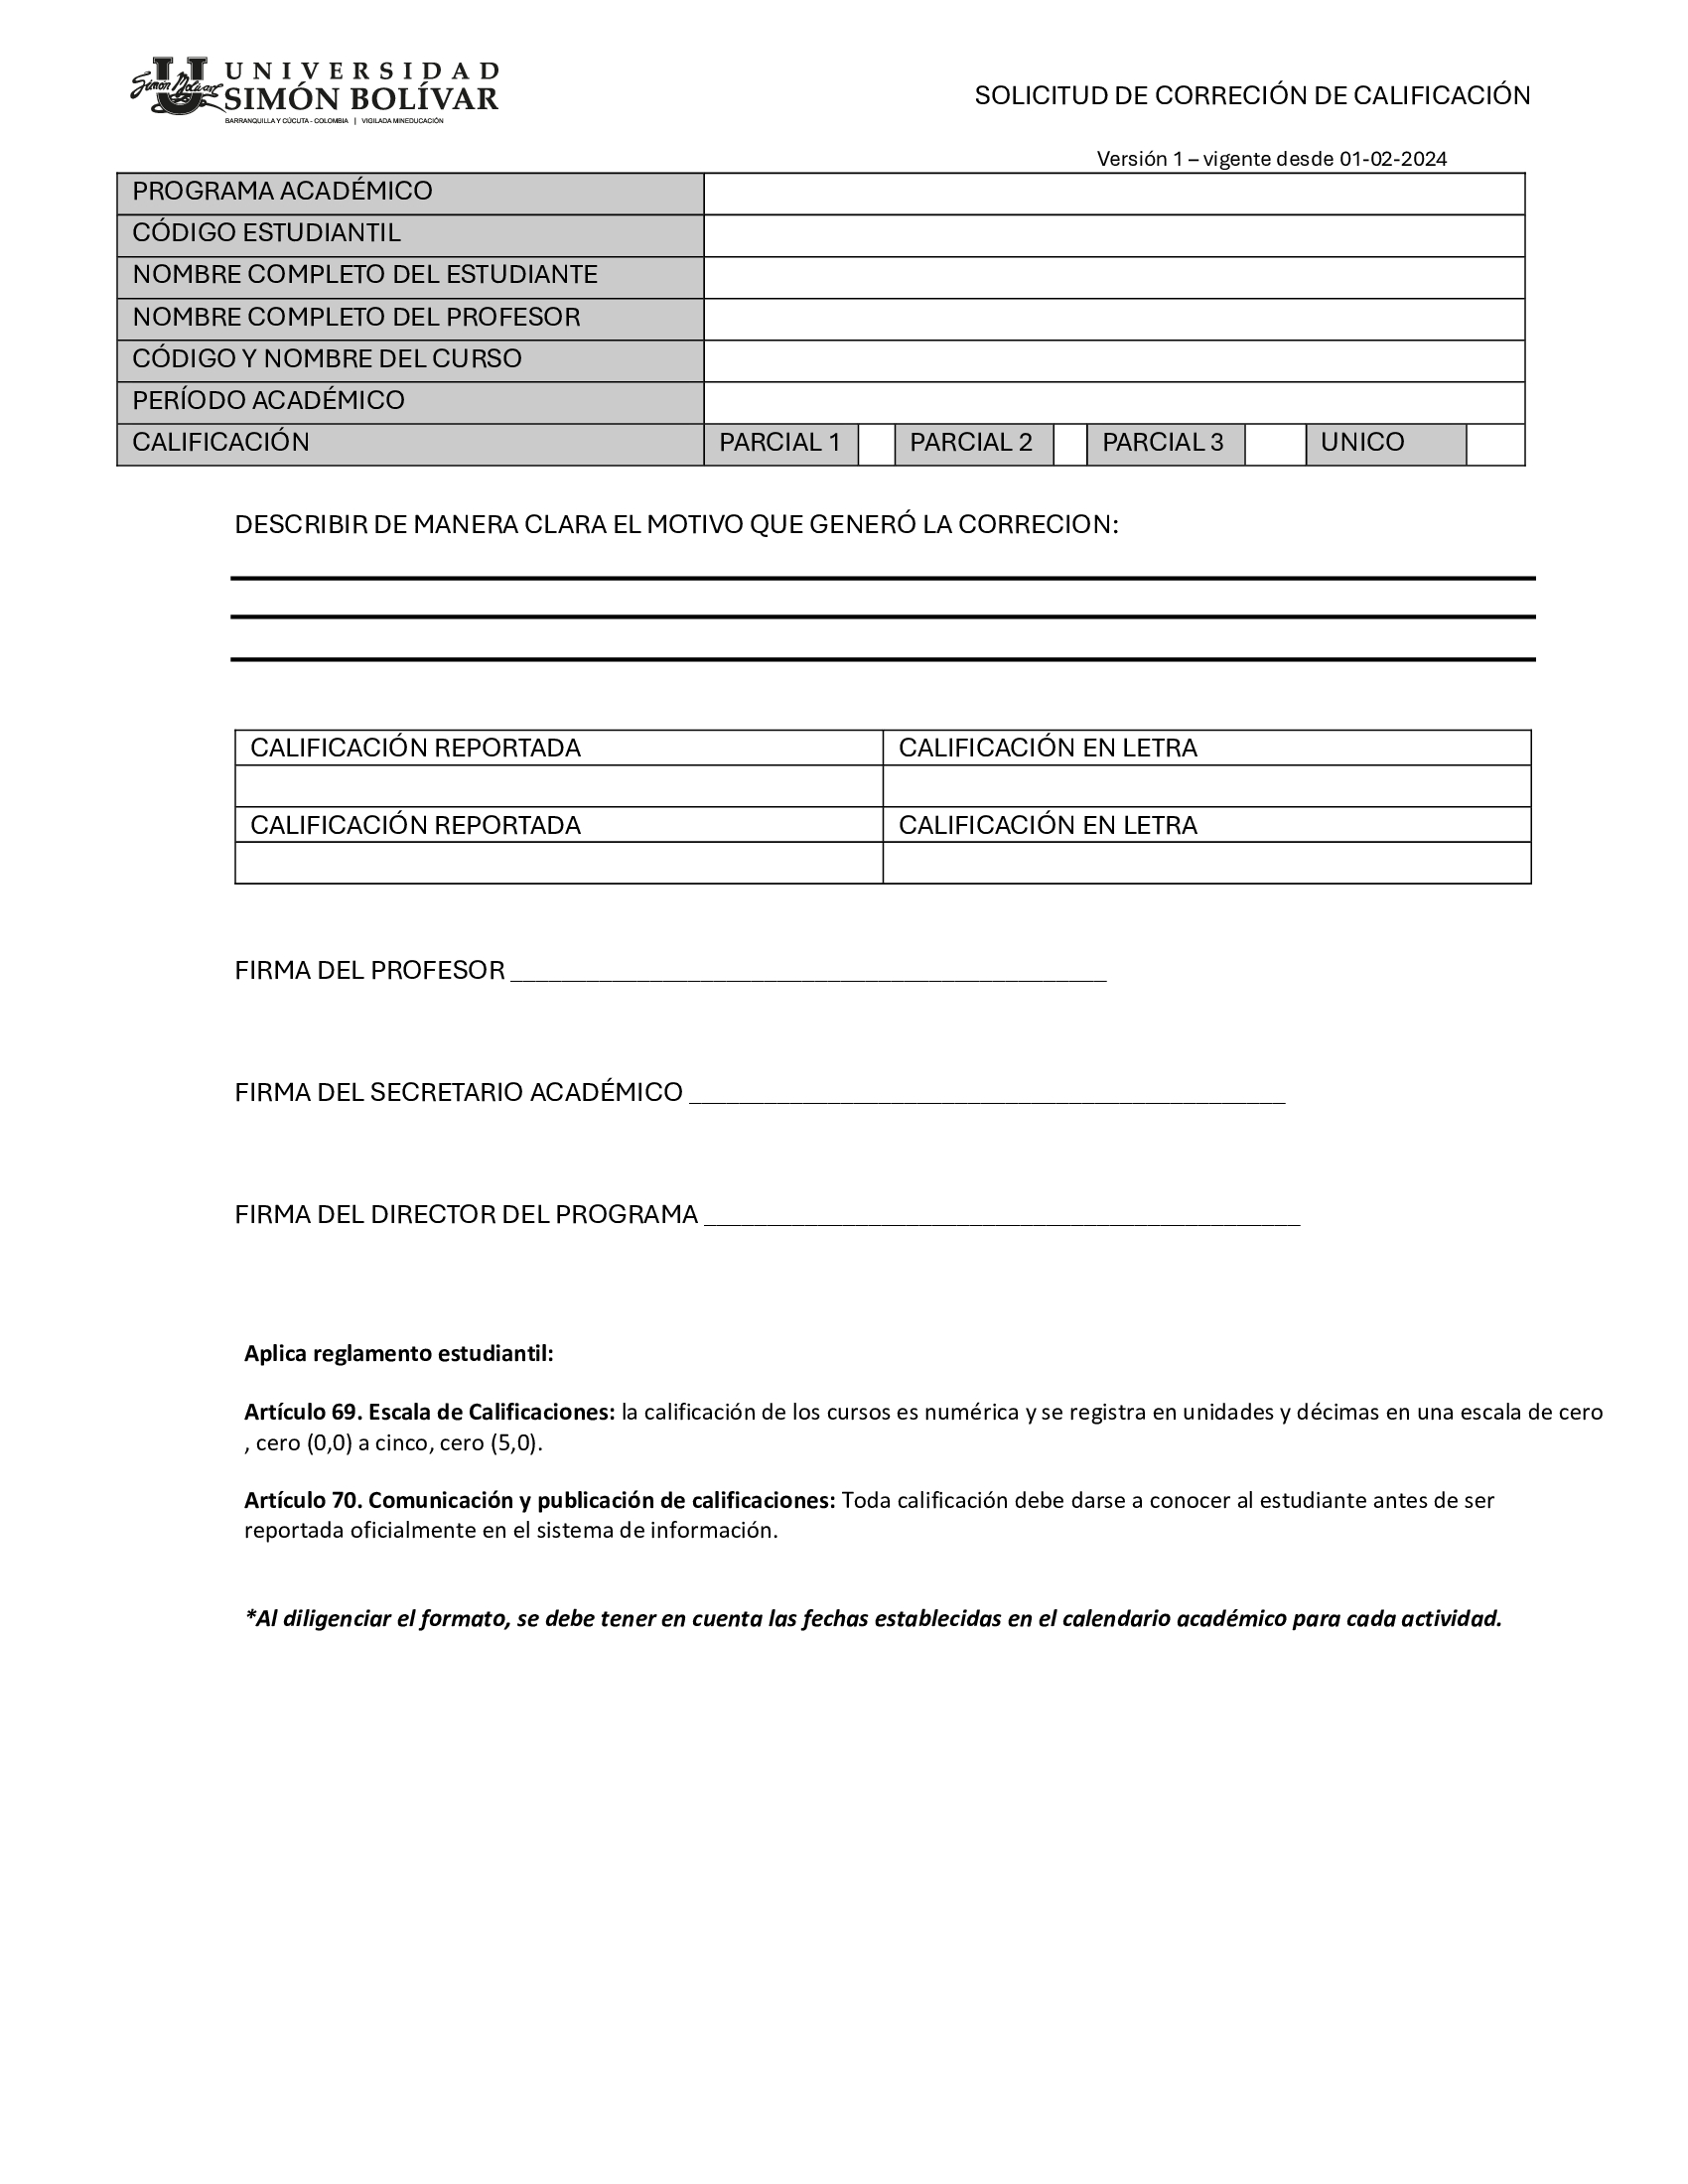 Simón Bolívar
UNIVERSIDAD
SIMÓN BOLÍVAR
BARRANQUILLA Y CÚCUTA - COLOMBIA | VIGILADA MINEDUCACIÓN
SOLICITUD DE CORRECIÓN DE CALIFICACIÓN
Versión 1 – vigente desde 01-02-2024
PROGRAMA ACADÉMICO
CÓDIGO ESTUDIANTIL
NOMBRE COMPLETO DEL ESTUDIANTE
NOMBRE COMPLETO DEL PROFESOR
CÓDIGO Y NOMBRE DEL CURSO
PERÍODO ACADÉMICO
CALIFICACIÓN PARCIAL 1 PARCIAL 2 PARCIAL 3 UNICO
DESCRIBIR DE MANERA CLARA EL MOTIVO QUE GENERÓ LA CORRECION:
CALIFICACIÓN REPORTADA CALIFICACIÓN EN LETRA
CALIFICACIÓN REPORTADA CALIFICACIÓN EN LETRA
FIRMA DEL PROFESOR ____________________________________________
FIRMA DEL SECRETARIO ACADÉMICO ____________________________________________
FIRMA DEL DIRECTOR DEL PROGRAMA ____________________________________________
Aplica reglamento estudiantil:
Artículo 69. Escala de Calificaciones: la calificación de los cursos es numérica y se registra en unidades y décimas en una escala de cero
, cero (0,0) a cinco, cero (5,0).
Artículo 70. Comunicación y publicación de calificaciones: Toda calificación debe darse a conocer al estudiante antes de ser
reportada oficialmente en el sistema de información.
*Al diligenciar el formato, se debe tener en cuenta las fechas establecidas en el calendario académico para cada actividad.